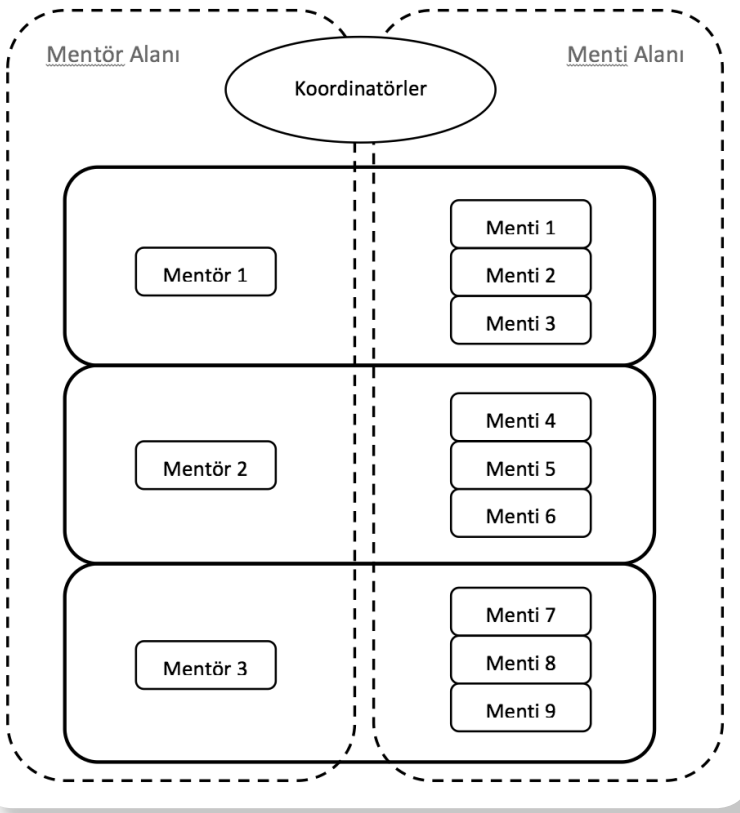 Mentör Alanı
Menti Alanı
Koordinatörler
Mentör 1
Menti 1
Menti 2
Menti 3
Mentör 2
Menti 4
Menti 5
Menti 6
Mentör 3
Menti 7
Menti 8
Menti 9